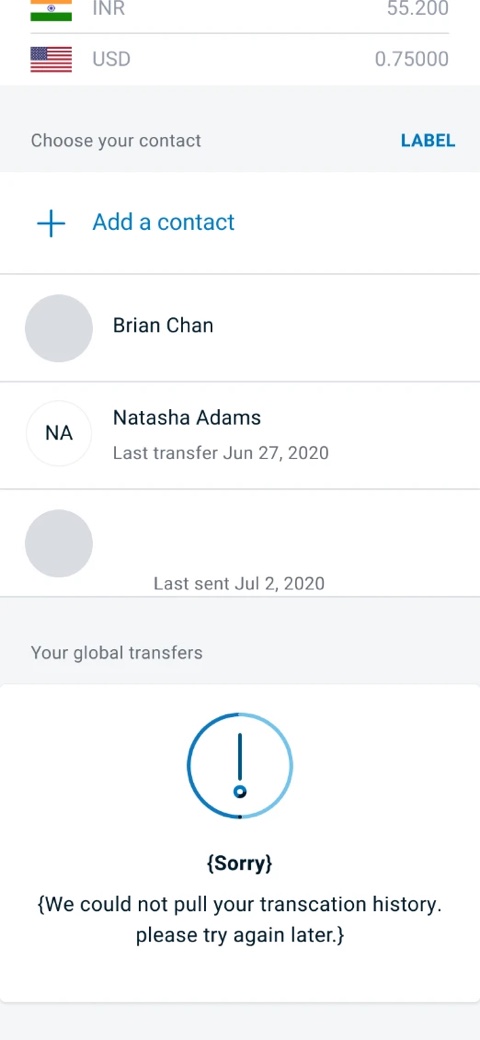 INR 55.200
USD 0.75000
Choose your contact LABEL
Add a contact
Brian Chan
NA
Natasha Adams
Last transfer Jun 27, 2020
Last sent Jul 2, 2020
Your global transfers
{Sorry}
{We could not pull your transcation history.
please try again later.}